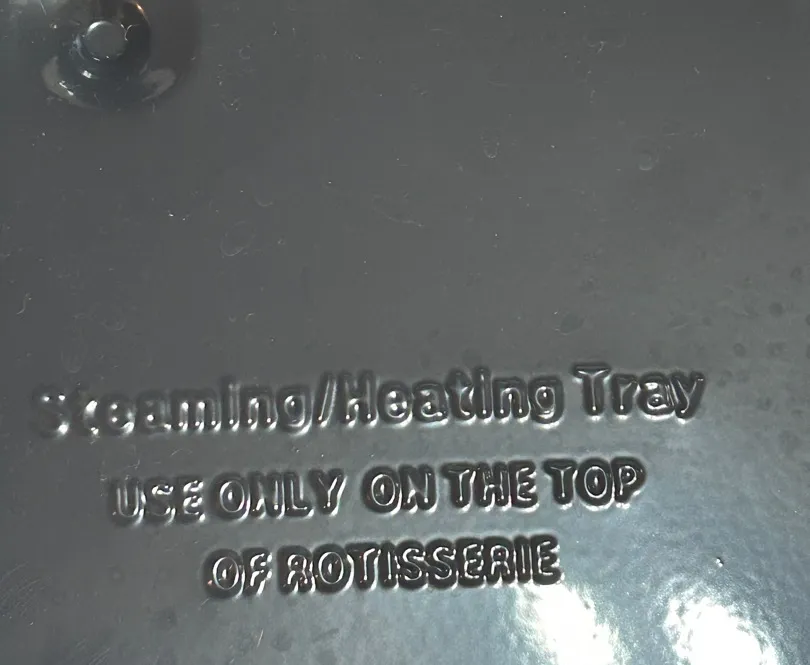 Steaming/Heating Tray
USE ONLY ON THE TOP
OF ROTISSERIE